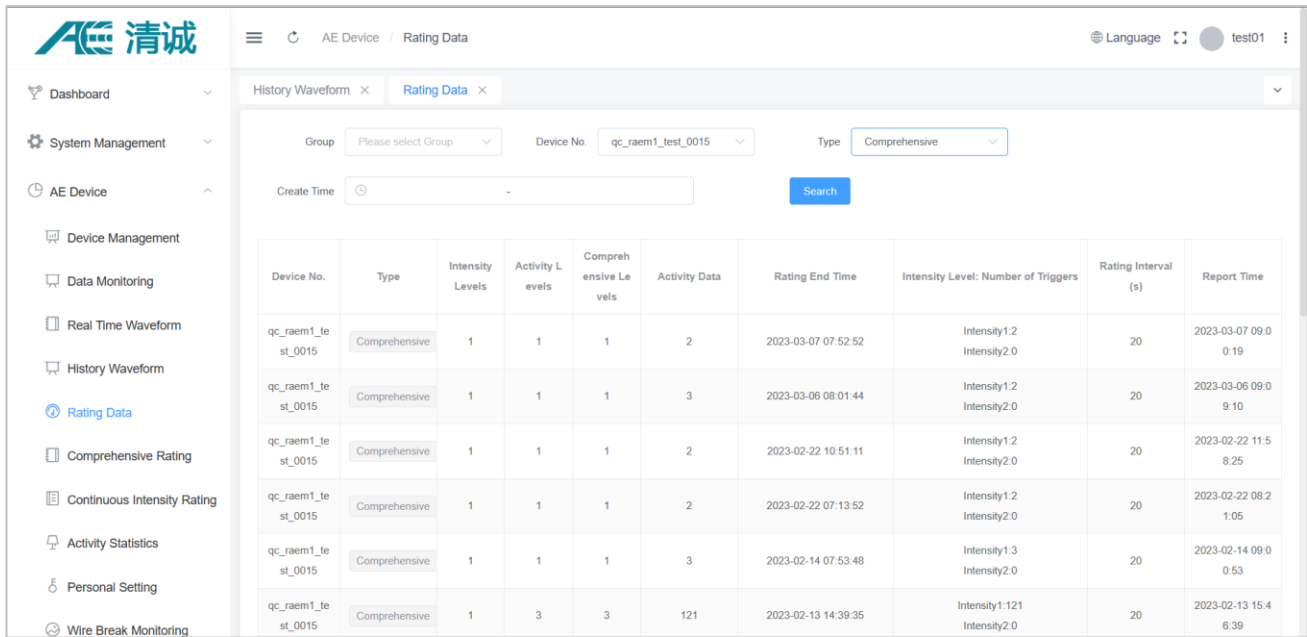 AE 清诚
AE Device / Rating Data
Language
test01
Dashboard
System Management
AE Device
Device Management
Data Monitoring
Real Time Waveform
History Waveform
Rating Data
Comprehensive Rating
Continuous Intensity Rating
Activity Statistics
Personal Setting
Wire Break Monitoring
History Waveform × Rating Data ×
Group Please select Group Device No. qc_raem1_test_0015 Type Comprehensive
Create Time - Search
Device No. Type Intensity Levels Activity L evels Compreh ensive Le vels Activity Data Rating End Time Intensity Level: Number of Triggers Rating Interval (s) Report Time
qc_raem1_te st_0015 Comprehensive 1 1 1 2 2023-03-07 07:52:52 Intensity1:2 Intensity2:0 20 2023-03-07 09:0 0:19
qc_raem1_te st_0015 Comprehensive 1 1 1 3 2023-03-06 08:01:44 Intensity1:2 Intensity2:0 20 2023-03-06 09:0 9:10
qc_raem1_te st_0015 Comprehensive 1 1 1 2 2023-02-22 10:51:11 Intensity1:2 Intensity2:0 20 2023-02-22 11:5 8:25
qc_raem1_te st_0015 Comprehensive 1 1 1 2 2023-02-22 07:13:52 Intensity1:2 Intensity2:0 20 2023-02-22 08:2 1:05
qc_raem1_te st_0015 Comprehensive 1 1 1 3 2023-02-14 07:53:48 Intensity1:3 Intensity2:0 20 2023-02-14 09:0 0:53
qc_raem1_te st_0015 Comprehensive 1 3 3 121 2023-02-13 14:39:35 Intensity1:121 Intensity2:0 20 2023-02-13 15:4 6:39